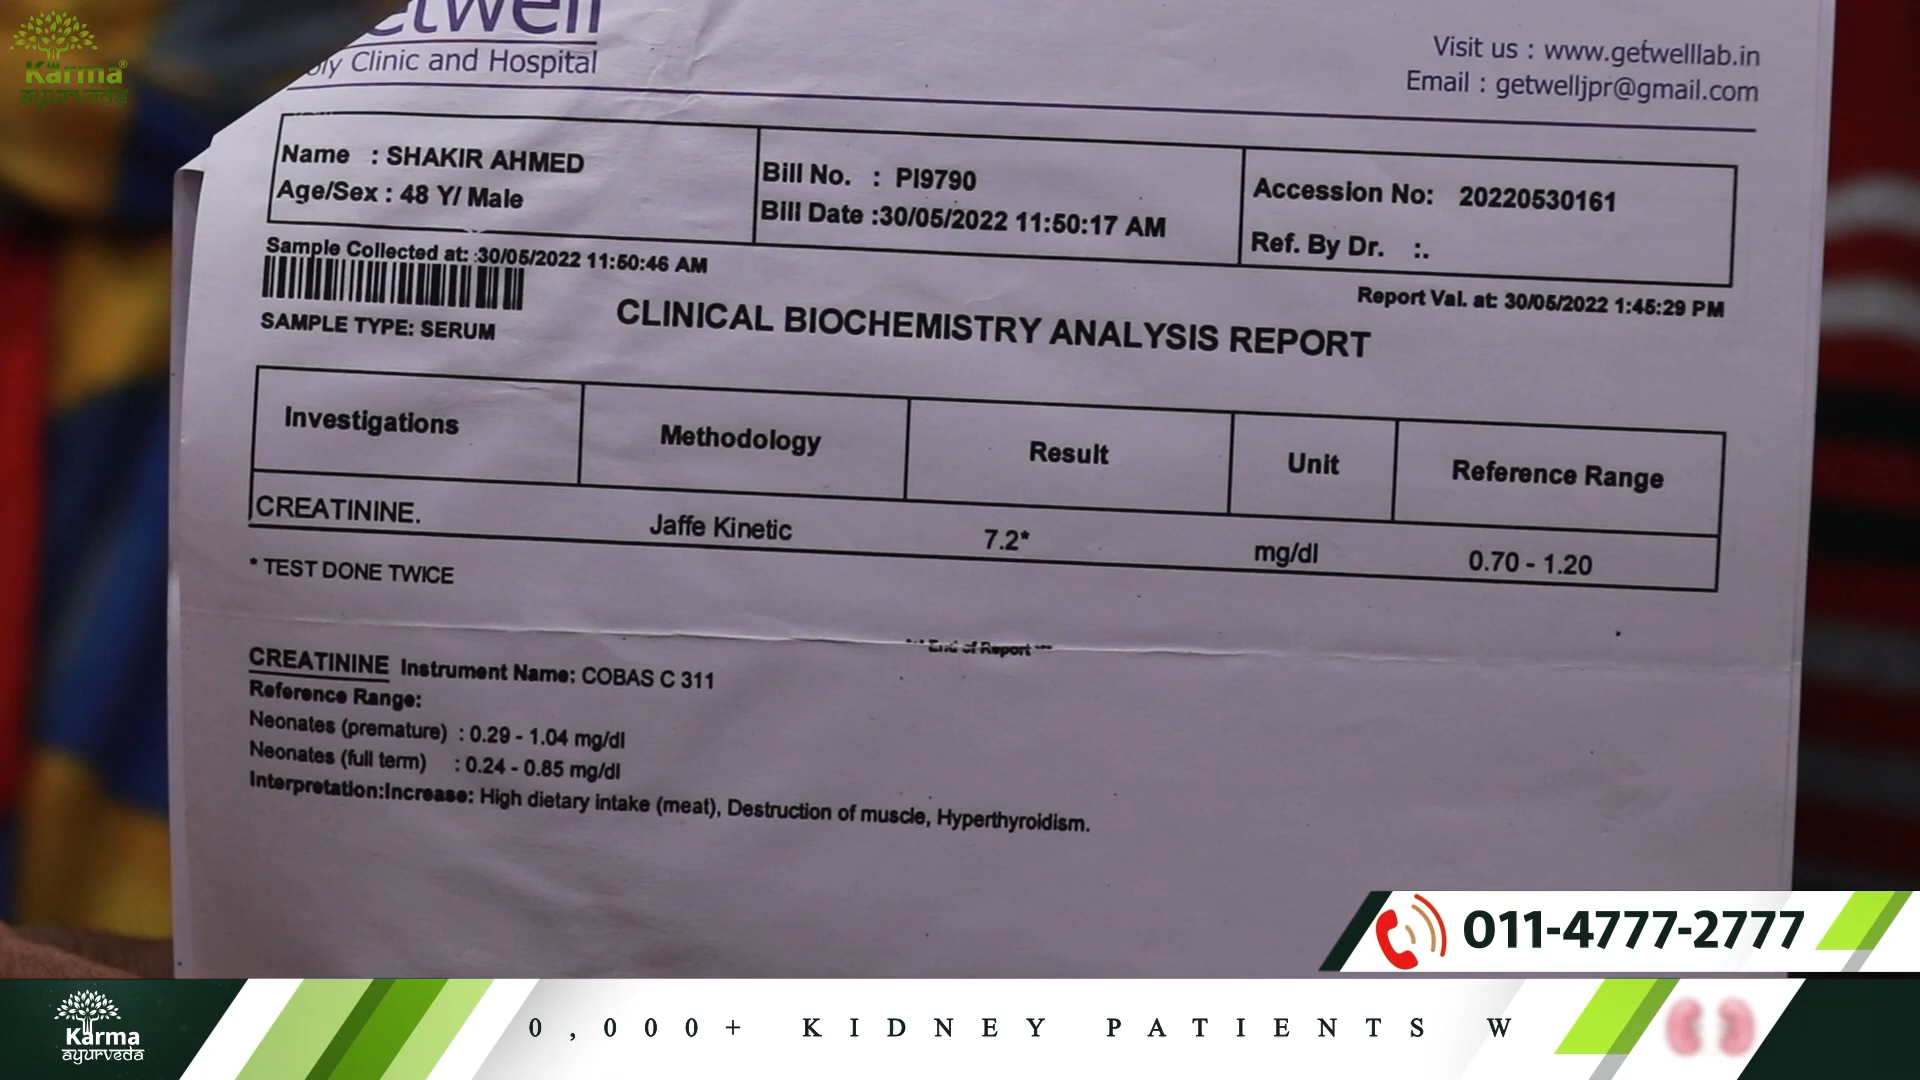 Karma
ayurveda
etwell
oly Clinic and Hospital
Visit us : www.getwelllab.in
Email : getwelljpr@gmail.com
Name : SHAKIR AHMED
Age/Sex : 48 Y/ Male
Bill No. : PI9790
Bill Date :30/05/2022 11:50:17 AM
Accession No: 20220530161
Ref. By Dr. :.
Sample Collected at: :30/05/2022 11:50:46 AM
Report Val. at: 30/05/2022 1:45:29 PM
SAMPLE TYPE: SERUM
CLINICAL BIOCHEMISTRY ANALYSIS REPORT
Investigations Methodology Result Unit Reference Range
CREATININE. Jaffe Kinetic 7.2* mg/dl 0.70 - 1.20
* TEST DONE TWICE
*** End of Report ***
CREATININE Instrument Name: COBAS C 311
Reference Range:
Neonates (premature) : 0.29 - 1.04 mg/dl
Neonates (full term) : 0.24 - 0.85 mg/dl
Interpretation:Increase: High dietary intake (meat), Destruction of muscle, Hyperthyroidism.
011-4777-2777
Karma
ayurveda
0,000+ KIDNEY PATIENTS W